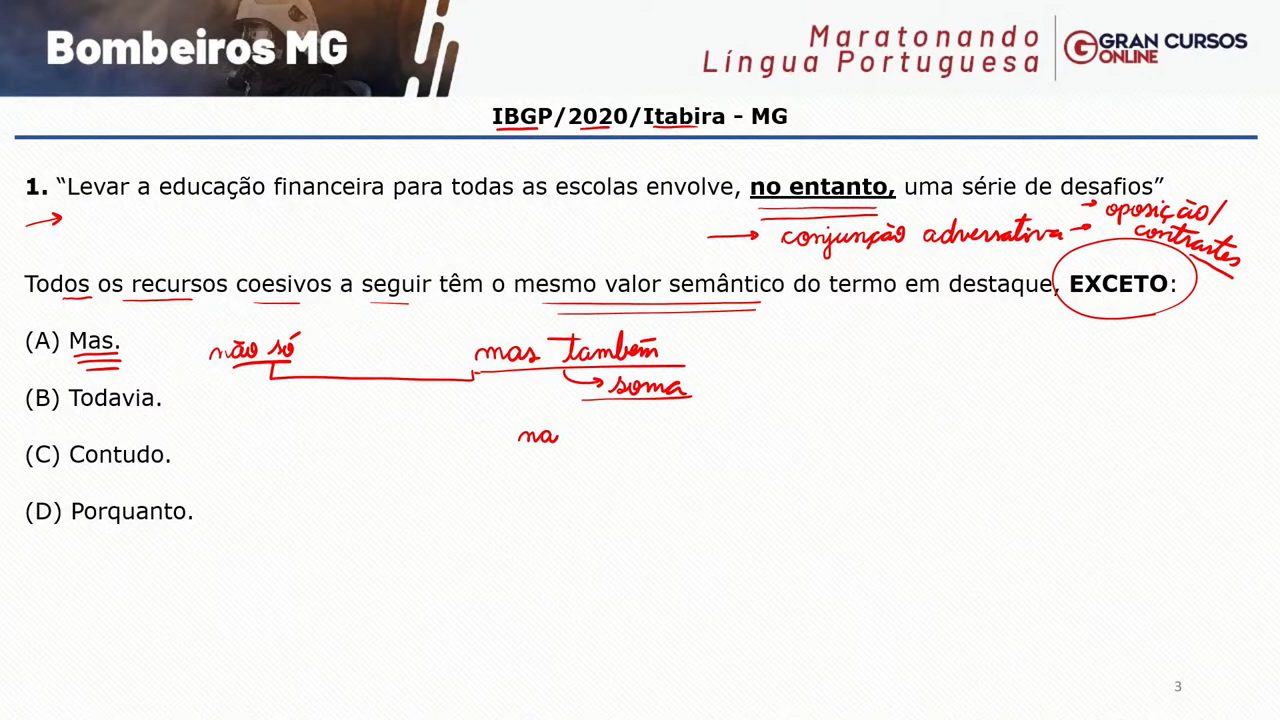 Bombeiros MG
Maratonando
Língua Portuguesa
GRAN CURSOS
ONLINE
IBGP/2020/Itabira - MG
1. “Levar a educação financeira para todas as escolas envolve, no entanto, uma série de desafios”
→ conjunção adversativa → oposição/
contrastes
Todos os recursos coesivos a seguir têm o mesmo valor semântico do termo em destaque, EXCETO:
(A) Mas. não só mas também
soma
(B) Todavia.
na
(C) Contudo.
(D) Porquanto.
3